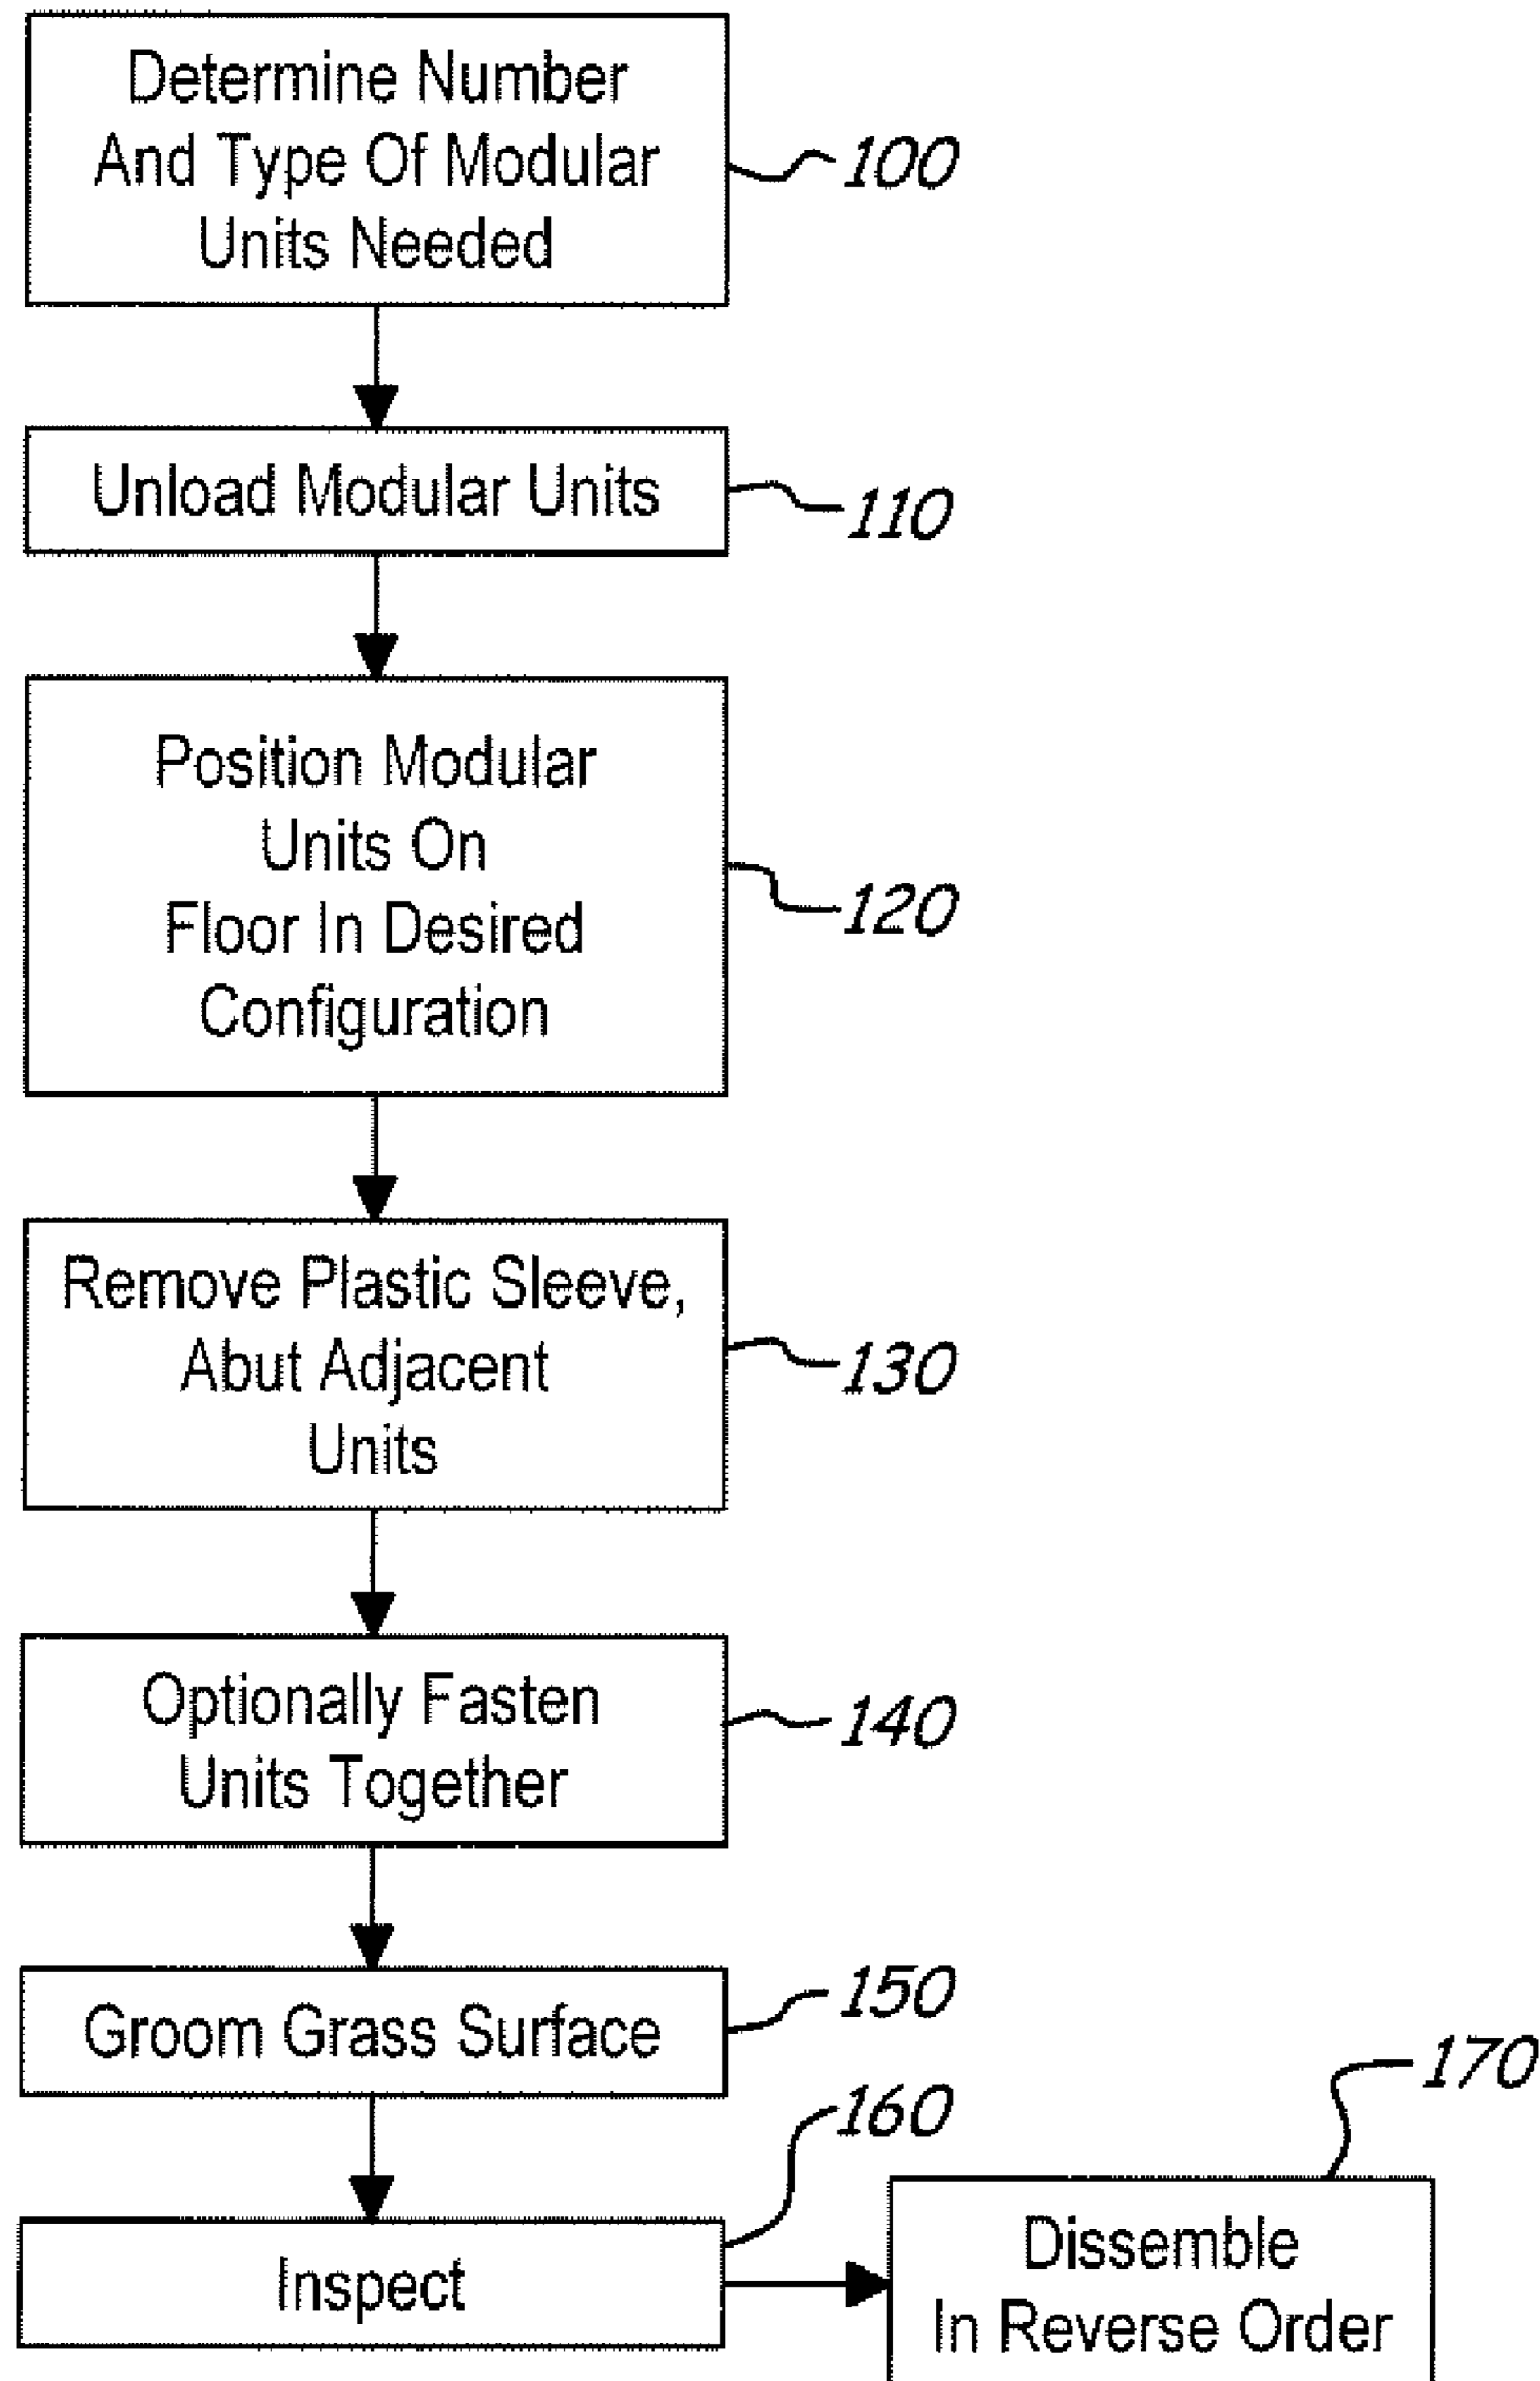 Determine Number
And Type Of Modular
Units Needed
100
Unload Modular Units
110
Position Modular
Units On
Floor In Desired
Configuration
120
Remove Plastic Sleeve,
Abut Adjacent
Units
130
Optionally Fasten
Units Together
140
Groom Grass Surface
150
Inspect
160
Dissemble
In Reverse Order
170